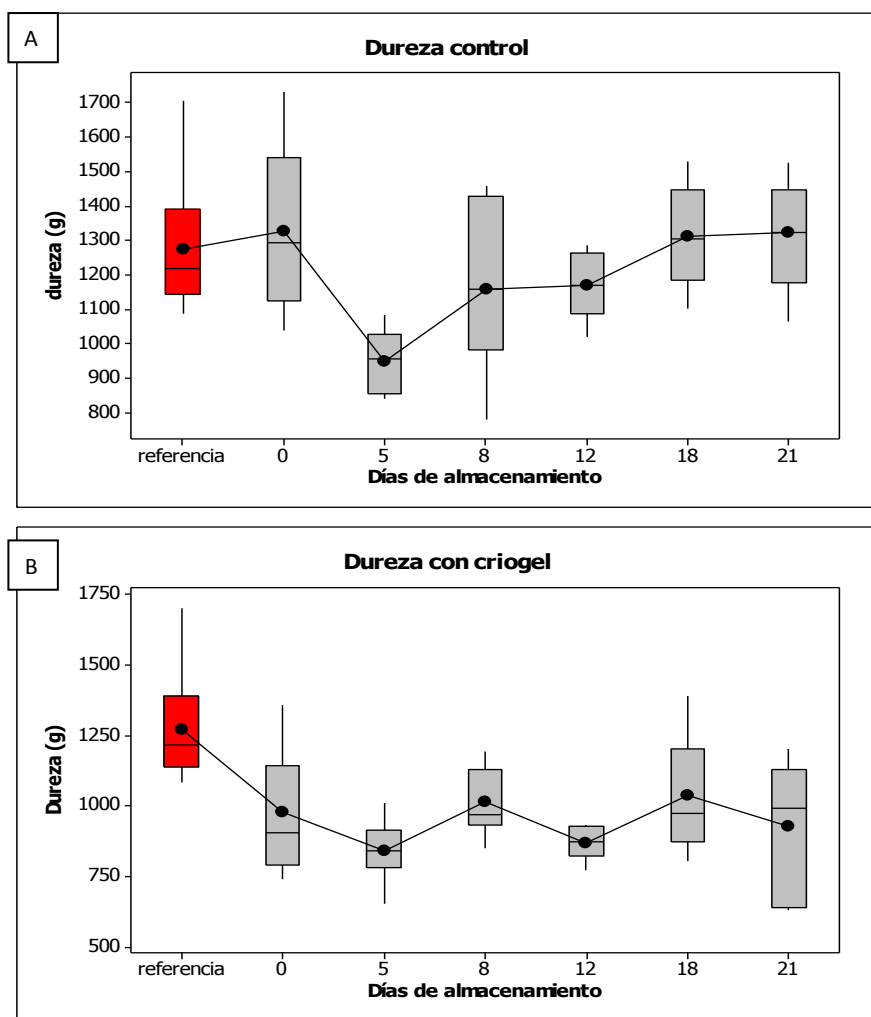 A
Dureza control
1700
1600
1500
1400
1300
1200
1100
1000
900
800
dureza (g)
referencia 0 5 8 12 18 21
Días de almacenamiento
B
Dureza con criogel
1750
1500
1250
1000
750
500
Dureza (g)
referencia 0 5 8 12 18 21
Días de almacenamiento